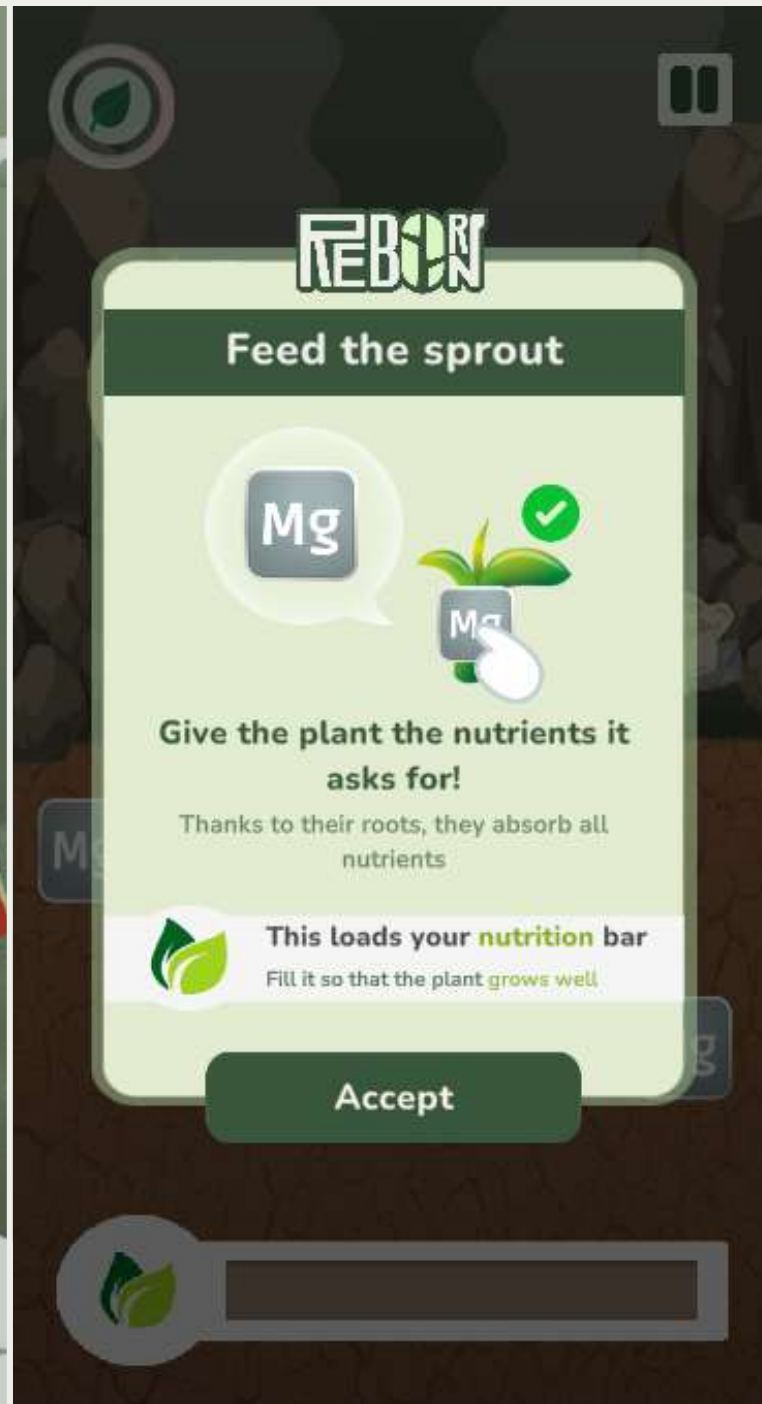 REBORN
Feed the sprout
Mg
Mg
Give the plant the nutrients it
asks for!
Thanks to their roots, they absorb all
nutrients
Mg
This loads your nutrition bar
Fill it so that the plant grows well
g
Accept